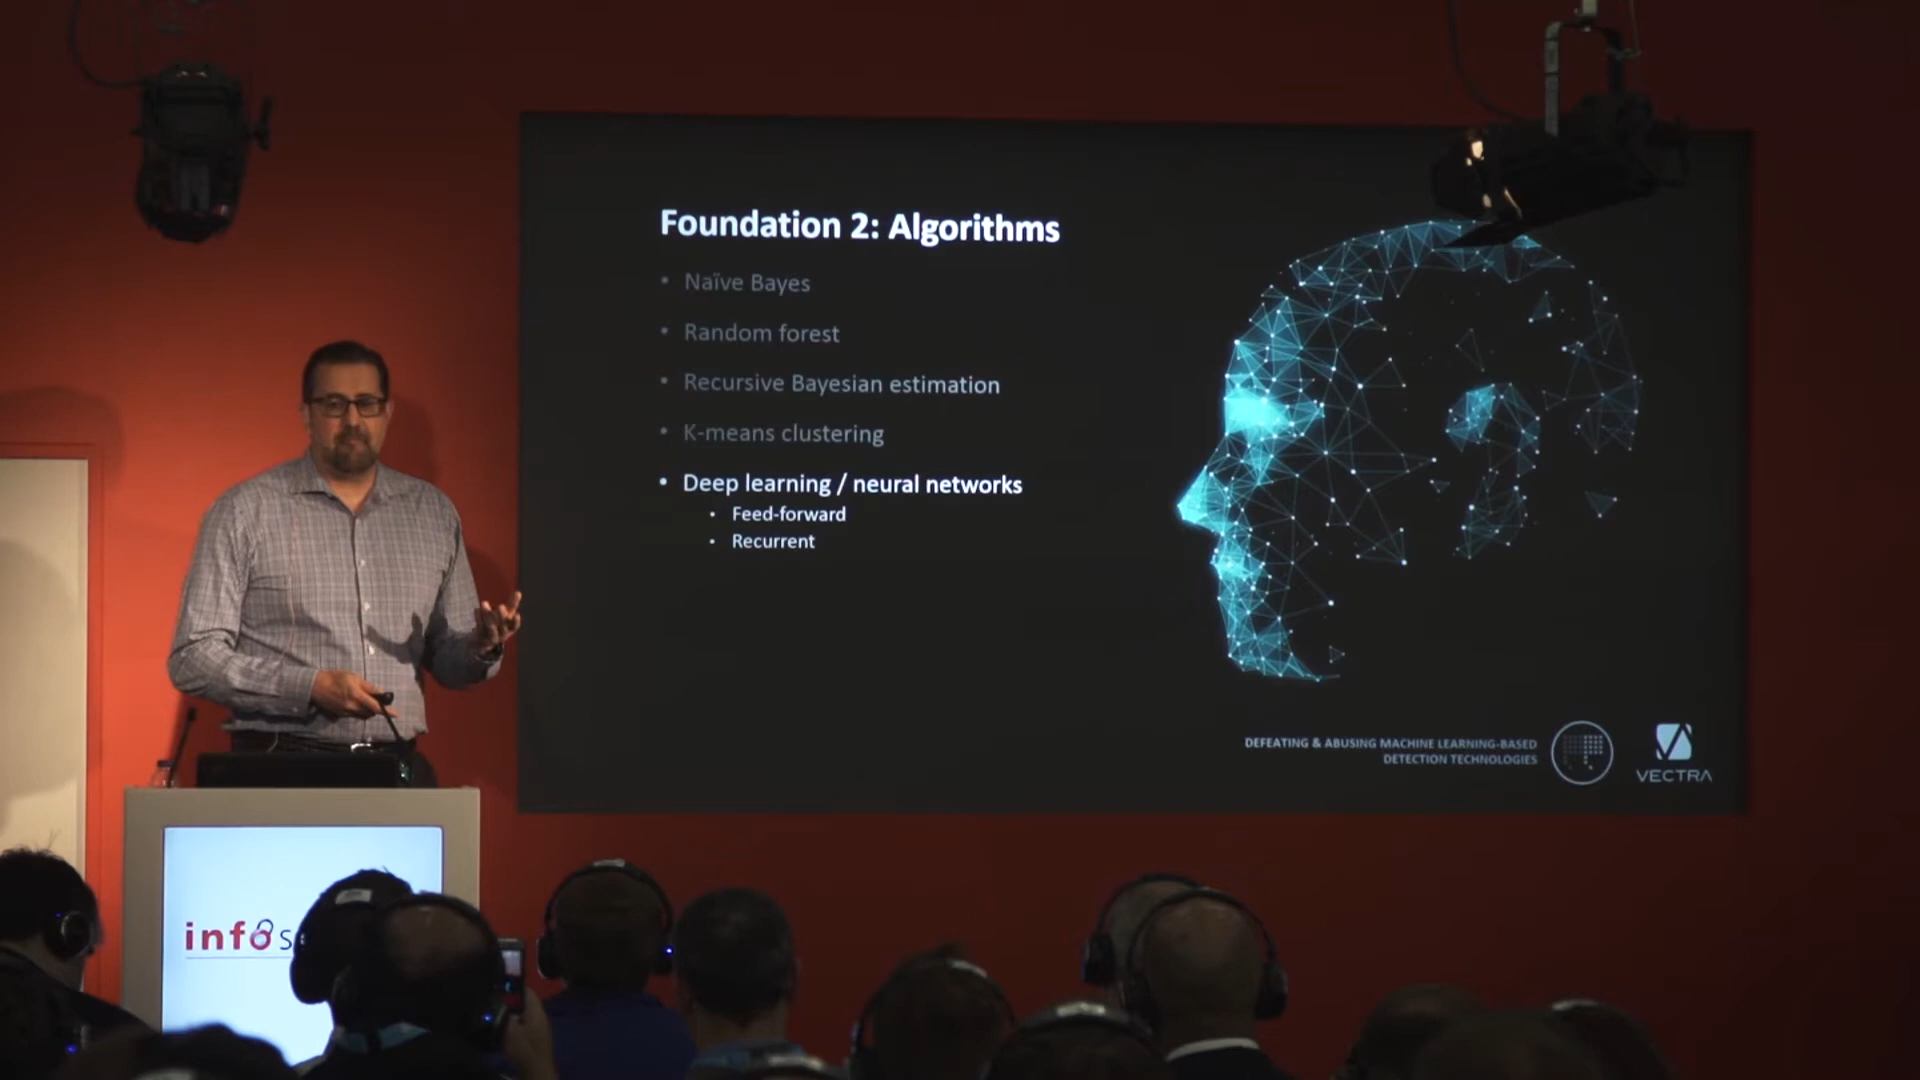 Foundation 2: Algorithms
• Naïve Bayes
• Random forest
• Recursive Bayesian estimation
• K-means clustering
• Deep learning / neural networks
• Feed-forward
• Recurrent
DEFEATING & ABUSING MACHINE LEARNING-BASED
DETECTION TECHNOLOGIES
VECTRA
infos